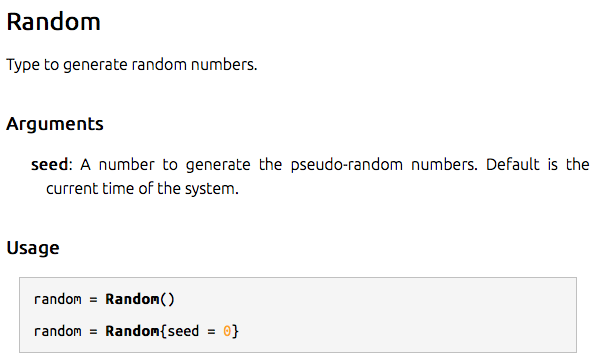 Random
Type to generate random numbers.
Arguments
seed: A number to generate the pseudo-random numbers. Default is the
current time of the system.
Usage
random = Random()
random = Random{seed = 0}